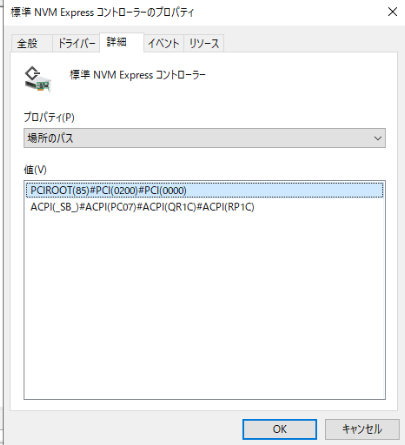 標準 NVM Express コントローラーのプロパティ
全般 ドライバー 詳細 イベント リソース
標準 NVM Express コントローラー
プロパティ(P)
場所のパス
値(V)
PCIROOT(85)#PCI(0200)#PCI(0000)
ACPI(_SB_)#ACPI(PC07)#ACPI(QR1C)#ACPI(RP1C)
OK キャンセル